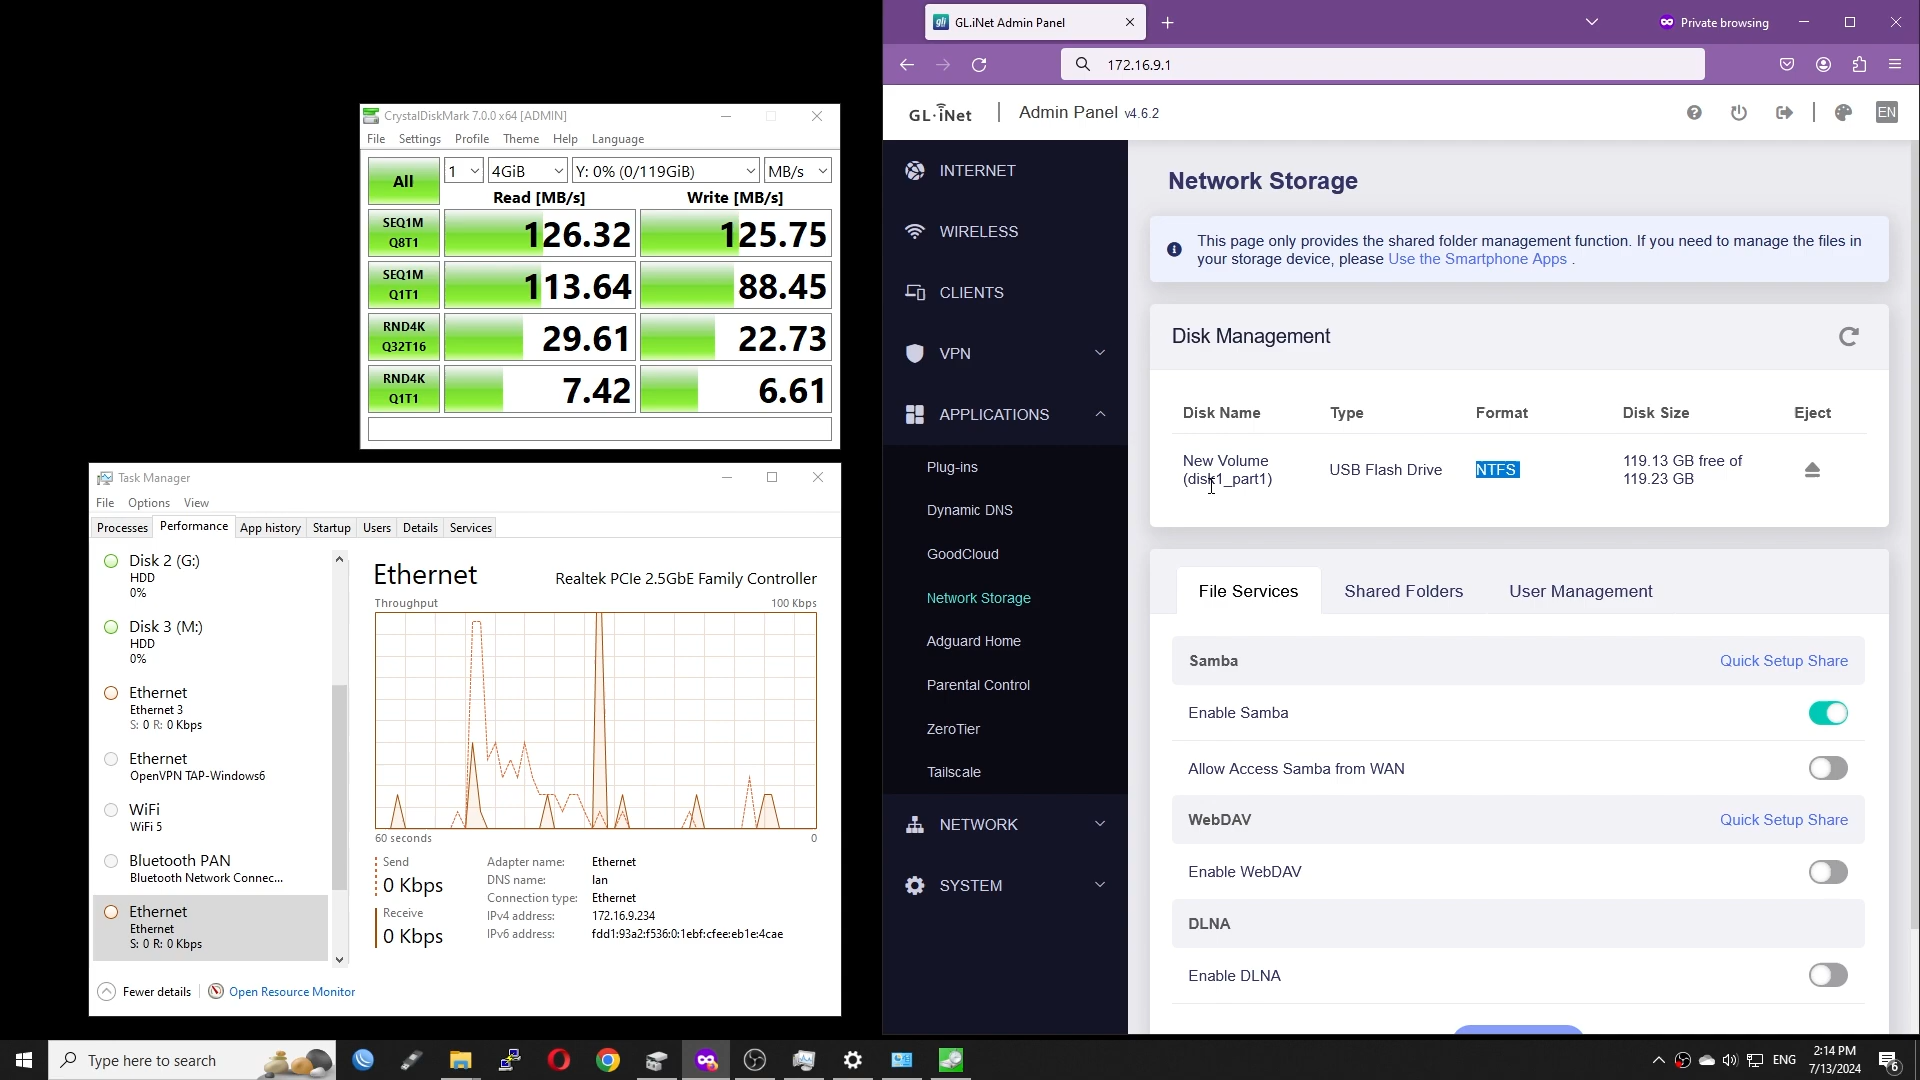 CrystalDiskMark 7.0.0 x64 [ADMIN]
File Settings Profile Theme Help Language
All
1 4GiB Y: 0% (0/119GiB) MB/s
Read [MB/s] Write [MB/s]
SEQ1M
Q8T1
126.32 125.75
SEQ1M
Q1T1
113.64 88.45
RND4K
Q32T16
29.61 22.73
RND4K
Q1T1
7.42 6.61
Task Manager
File Options View
Processes Performance App history Startup Users Details Services
Disk 2 (G:)
HDD
0%
Disk 3 (M:)
HDD
0%
Ethernet
Ethernet 3
S: 0 R: 0 Kbps
Ethernet
OpenVPN TAP-Windows6
WiFi
WiFi 5
Bluetooth PAN
Bluetooth Network Connec...
Ethernet
Ethernet
S: 0 R: 0 Kbps
Ethernet Realtek PCIe 2.5GbE Family Controller
Throughput 100 Kbps
60 seconds 0
Send
0 Kbps
Receive
0 Kbps
Adapter name: Ethernet
DNS name: lan
Connection type: Ethernet
IPv4 address: 172.16.9.234
IPv6 address: fdd1:93a2:f536:0:1ebf:cfee:eb1e:4cae
Fewer details Open Resource Monitor
GL.iNet Admin Panel
Private browsing
172.16.9.1
GL·iNet Admin Panel v4.6.2
EN
INTERNET
WIRELESS
CLIENTS
VPN
APPLICATIONS
Plug-ins
Dynamic DNS
GoodCloud
Network Storage
Adguard Home
Parental Control
ZeroTier
Tailscale
NETWORK
SYSTEM
Network Storage
This page only provides the shared folder management function. If you need to manage the files in
your storage device, please Use the Smartphone Apps .
Disk Management
Disk Name Type Format Disk Size Eject
New Volume
(disk1_part1)
USB Flash Drive
NTFS
119.13 GB free of
119.23 GB
File Services Shared Folders User Management
Samba Quick Setup Share
Enable Samba
Allow Access Samba from WAN
WebDAV Quick Setup Share
Enable WebDAV
DLNA
Enable DLNA
Type here to search
ENG
2:14 PM
7/13/2024
6